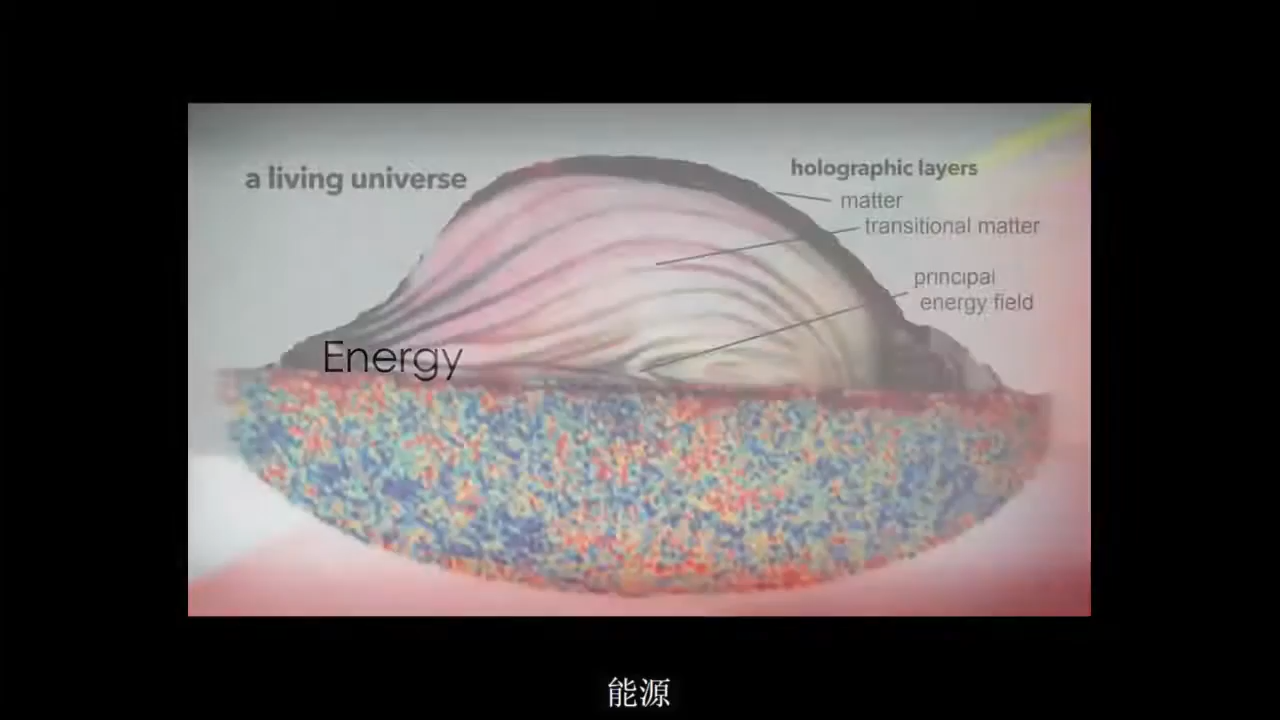 a living universe
holographic layers
matter
transitional matter
principal
energy field
Energy
能源